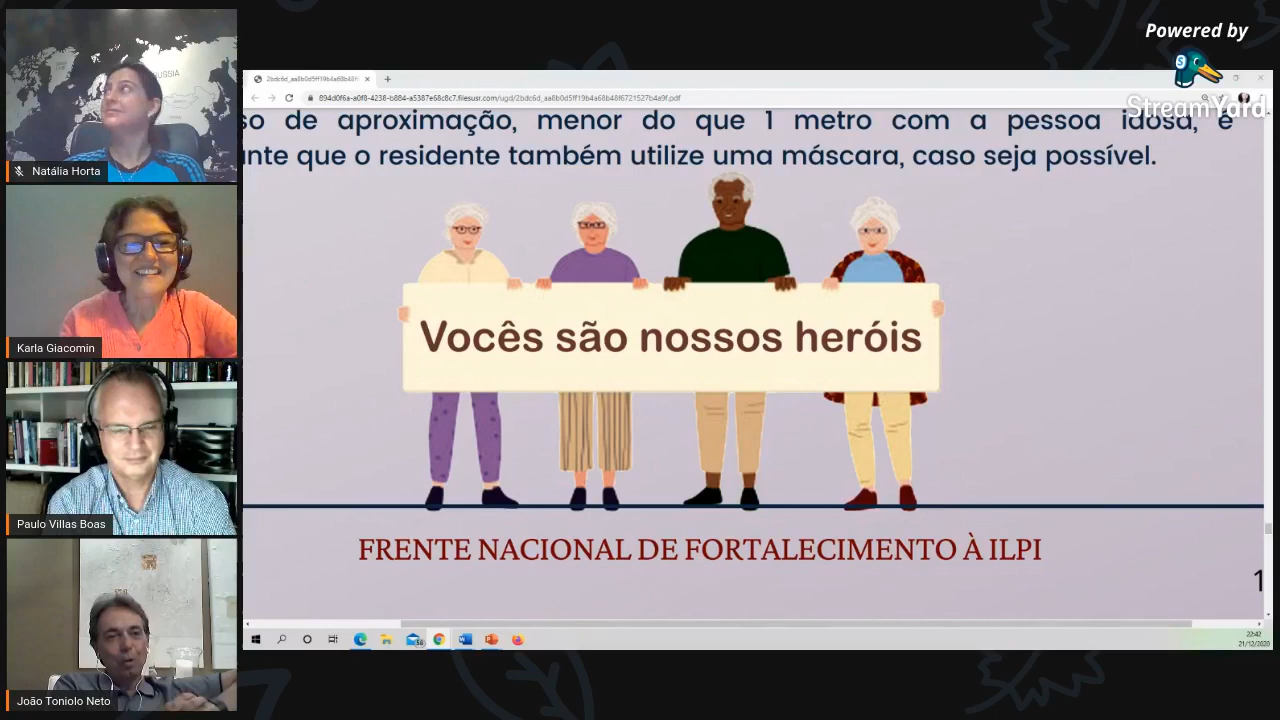 Powered by
StreamYard
RUSSIA
Natália Horta
Karla Giacomin
Paulo Villas Boas
João Toniolo Neto
so de aproximação, menor do que 1 metro com a pessoa idosa, é
nte que o residente também utilize uma máscara, caso seja possível.
Vocês são nossos heróis
FRENTE NACIONAL DE FORTALECIMENTO À ILPI
1
22:42
21/12/2020